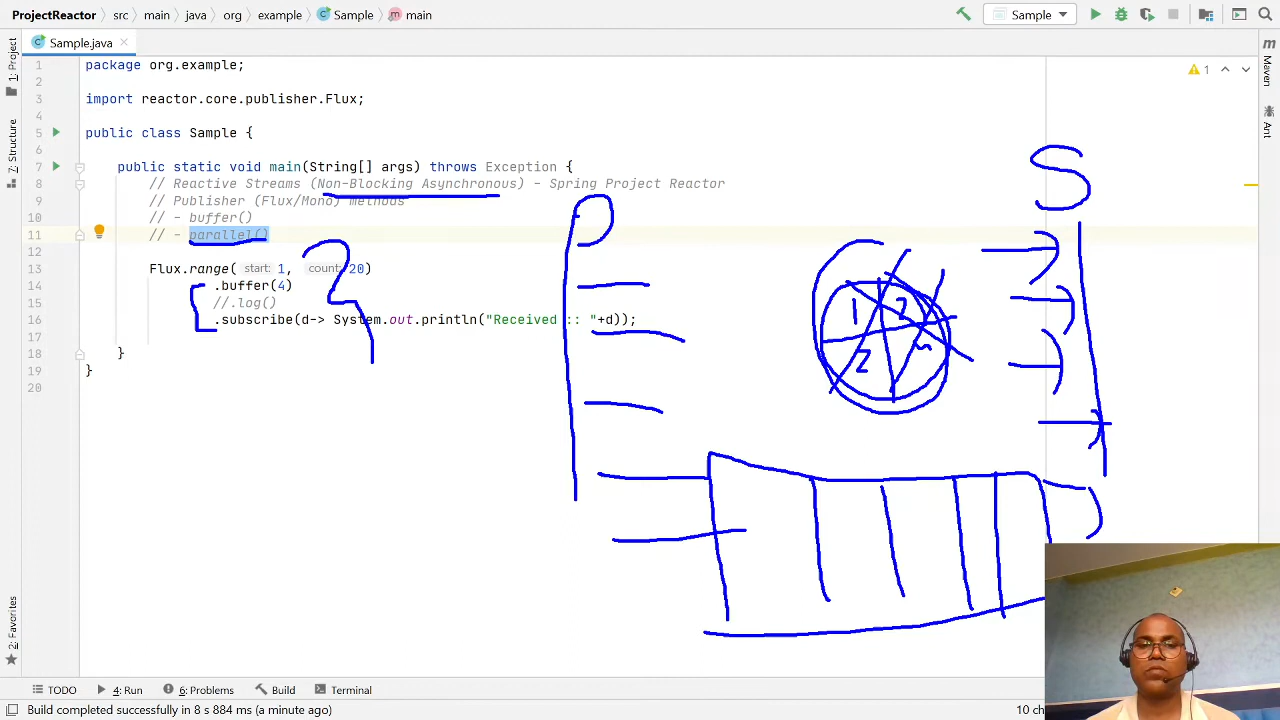 ProjectReactor src main java org example Sample main
Sample
Sample.java
1 package org.example;
2
3 import reactor.core.publisher.Flux;
4
5 public class Sample {
6
7 public static void main(String[] args) throws Exception {
8 // Reactive Streams (Non-Blocking Asynchronous) - Spring Project Reactor
9 // Publisher (Flux/Mono) methods
10 // - buffer()
11 // - parallel()
12
13 Flux.range( start: 1, count: 20)
14 .buffer(4)
15 //.log()
16 .subscribe(d-> System.out.println("Received :: "+d));
17
18 }
19 }
20
1: Project
7: Structure
2: Favorites
Maven
Ant
1
P
S
1 2
2
TODO 4: Run 6: Problems Build Terminal
Build completed successfully in 8 s 884 ms (a minute ago)
10 ch